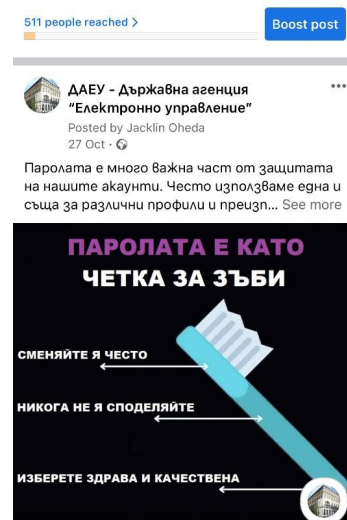 511 people reached >
Boost post
ДАЕУ - Държавна агенция
"Електронно управление"
Posted by Jacklin Oheda
27 Oct ·
Паролата е много важна част от защитата
на нашите акаунти. Често използваме една и
съща за различни профили и преизп... See more
ПАРОЛАТА Е КАТО
ЧЕТКА ЗА ЗЪБИ
СМЕНЯЙТЕ Я ЧЕСТО
НИКОГА НЕ Я СПОДЕЛЯЙТЕ
ИЗБЕРЕТЕ ЗДРАВА И КАЧЕСТВЕНА